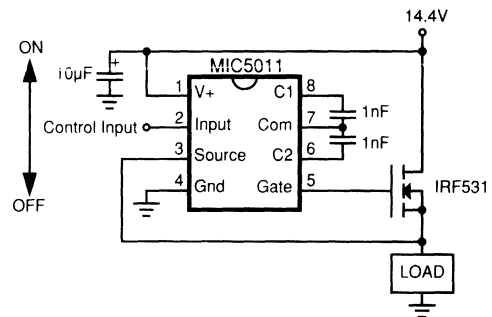 14.4V
ON
10µF
+
MIC5011
1 V+ C1 8
1nF
Control Input 2 Input Com 7
1nF
3 Source C2 6
4 Gnd Gate 5
IRF531
OFF
LOAD